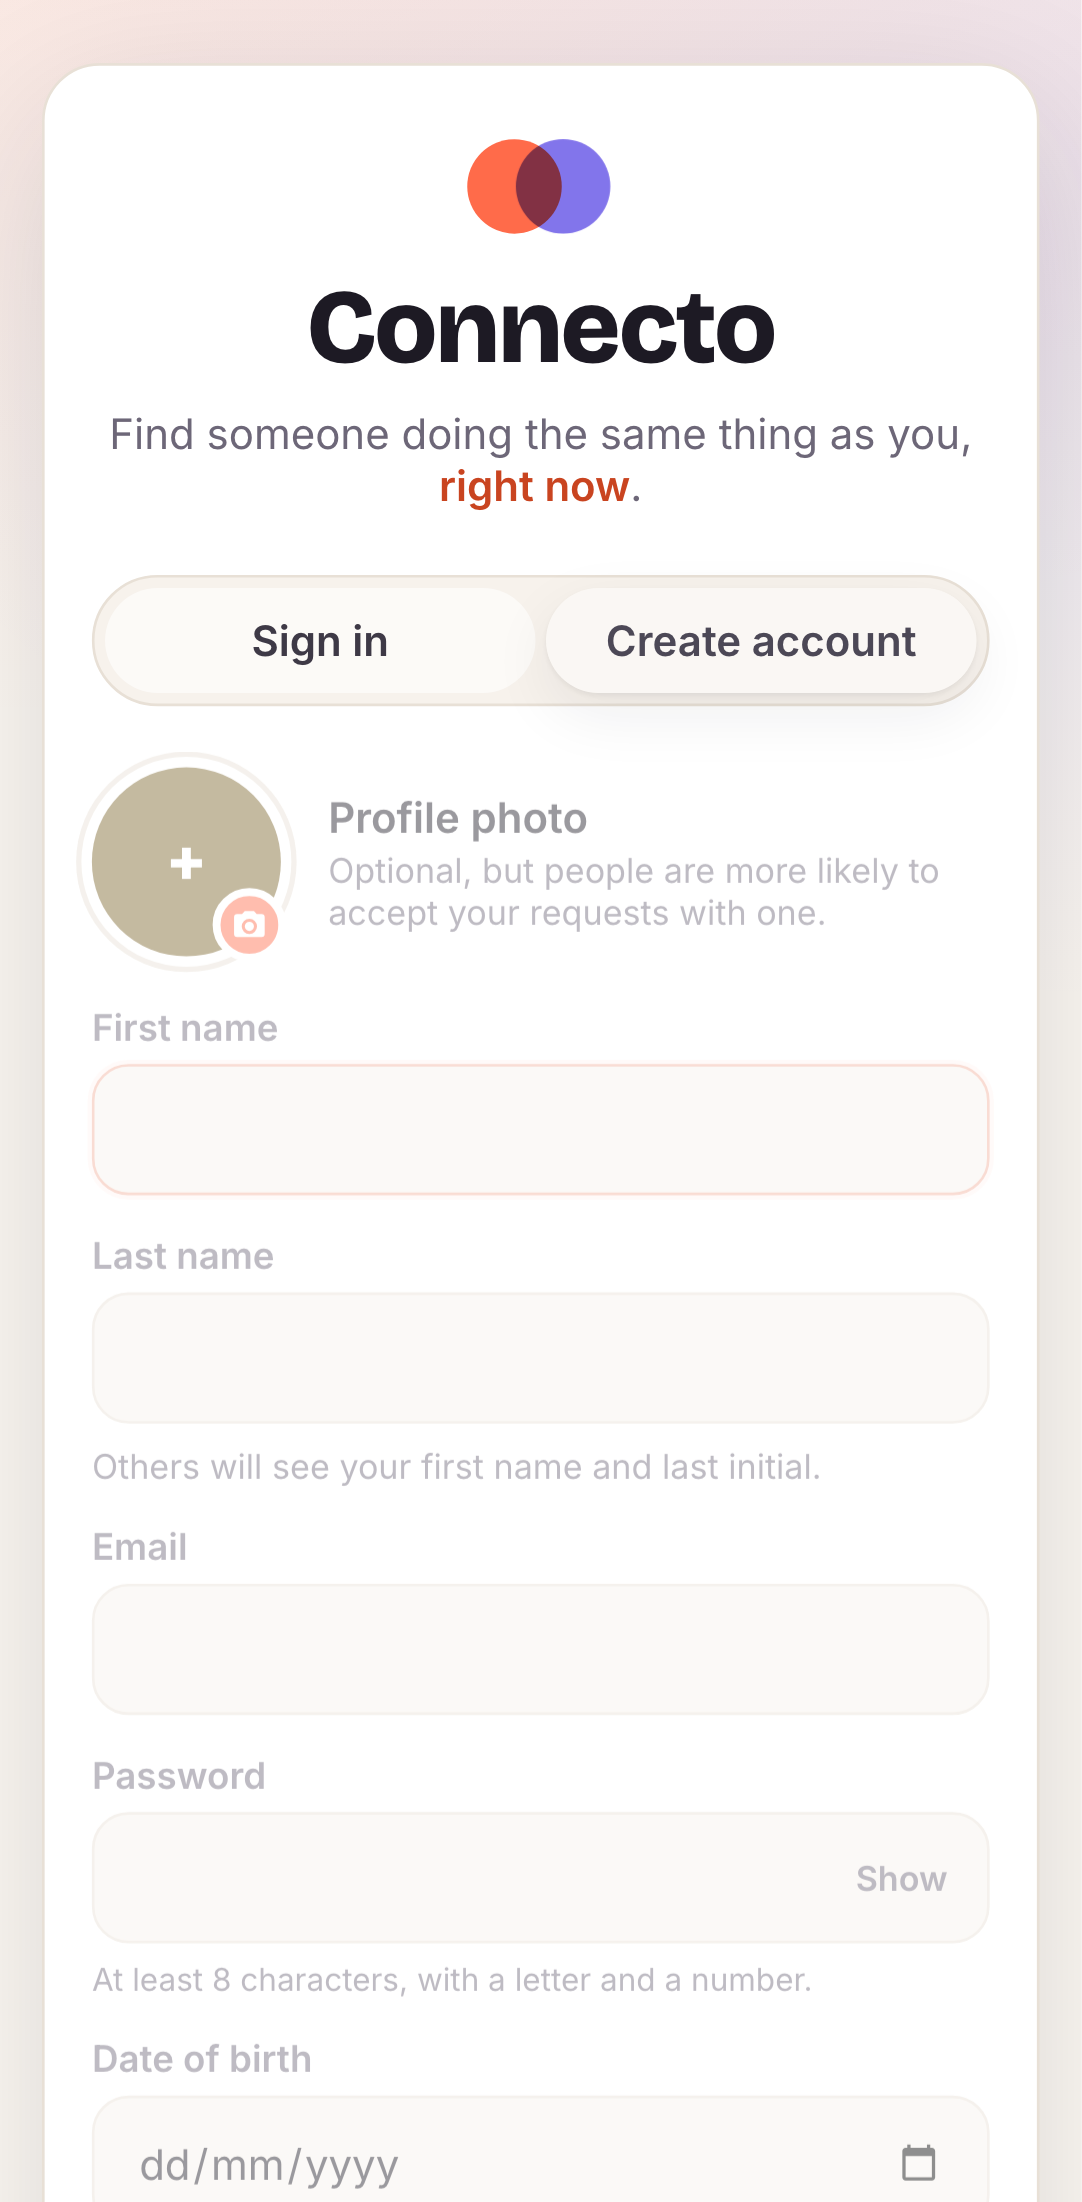 Connecto
Find someone doing the same thing as you,
right now.
Sign in
Create account
Profile photo
Optional, but people are more likely to
accept your requests with one.
First name
Last name
Others will see your first name and last initial.
Email
Password
Show
At least 8 characters, with a letter and a number.
Date of birth
dd/mm/yyyy